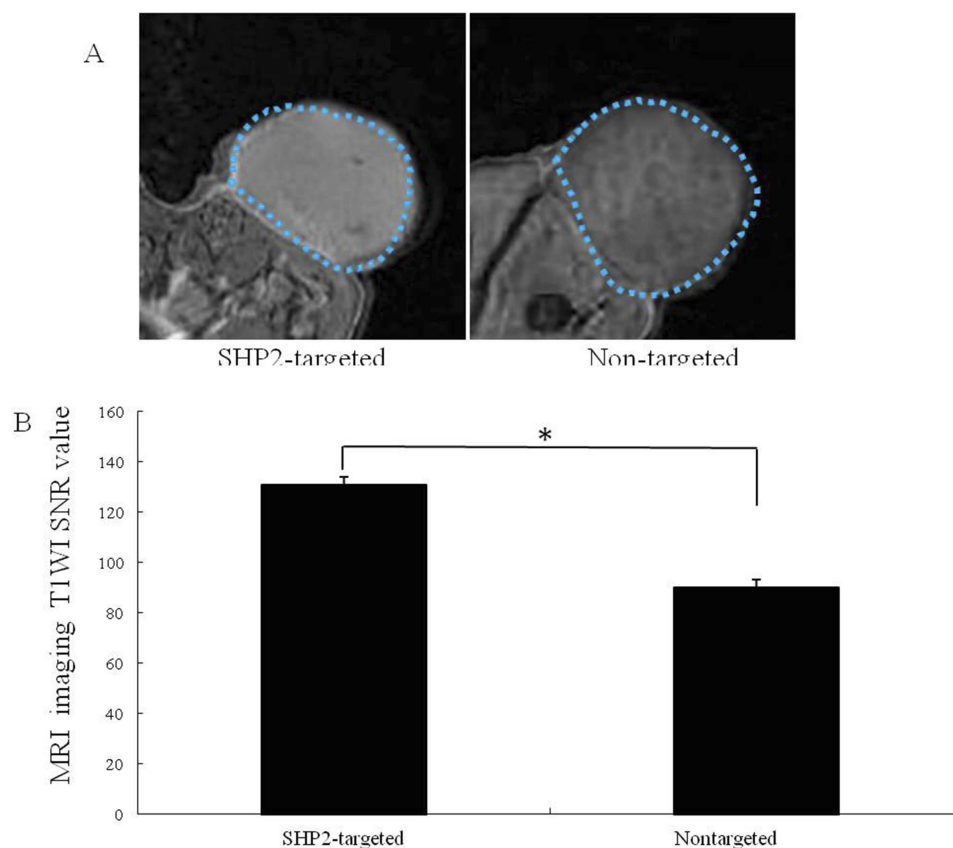 A
SHP2-targeted
Non-targeted
B
MRI imaging T1WI SNR value
160
140
120
100
80
60
40
20
0
*
SHP2-targeted
Nontargeted